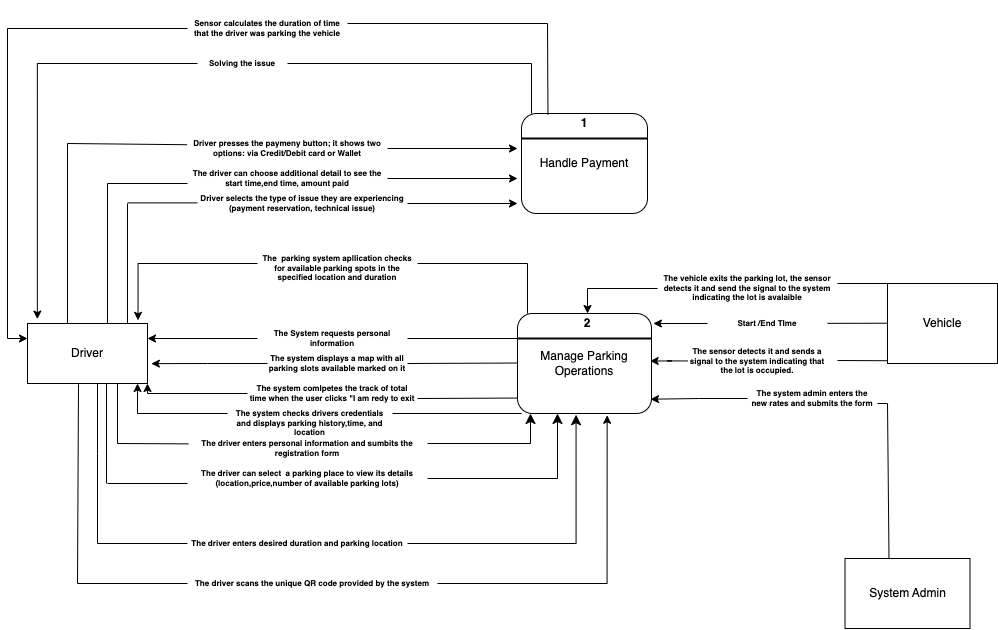 Sensor calculates the duration of time
that the driver was parking the vehicle
Solving the issue
1
Handle Payment
Driver presses the paymeny button; it shows two
options: via Credit/Debit card or Wallet
The driver can choose additional detail to see the
start time,end time, amount paid
Driver selects the type of issue they are experiencing
(payment reservation, technical issue)
The parking system apllication checks
for available parking spots in the
specified location and duration
The vehicle exits the parking lot, the sensor
detects it and send the signal to the system
indicating the lot is avalaible
Driver
The System requests personal
information
The system displays a map with all
parking slots available marked on it
The system comlpetes the track of total
time when the user clicks "I am redy to exit
The system checks drivers credentials
and displays parking history,time, and
location
2
Manage Parking
Operations
Start /End TIme
Vehicle
The sensor detects it and sends a
signal to the system indicating that
the lot is occupied.
The system admin enters the
new rates and submits the form
The driver enters personal information and sumbits the
registration form
The driver can select a parking place to view its details
(location,price,number of available parking lots)
The driver enters desired duration and parking location
The driver scans the unique QR code provided by the system
System Admin